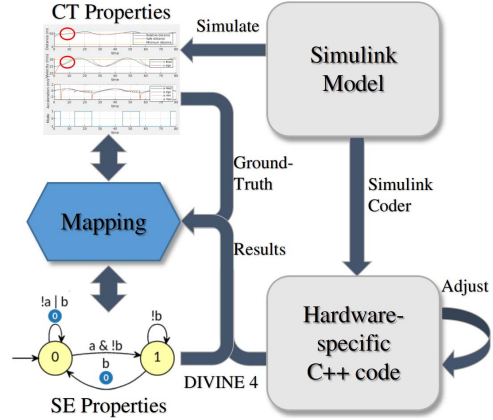 CT Properties
Simulate
Simulink
Model
Ground-
Truth
Simulink
Coder
Mapping
Results
Adjust
!a | b
0
!b
0
a & !b
1
b
0
Hardware-
specific
C++ code
DIVINE 4
SE Properties